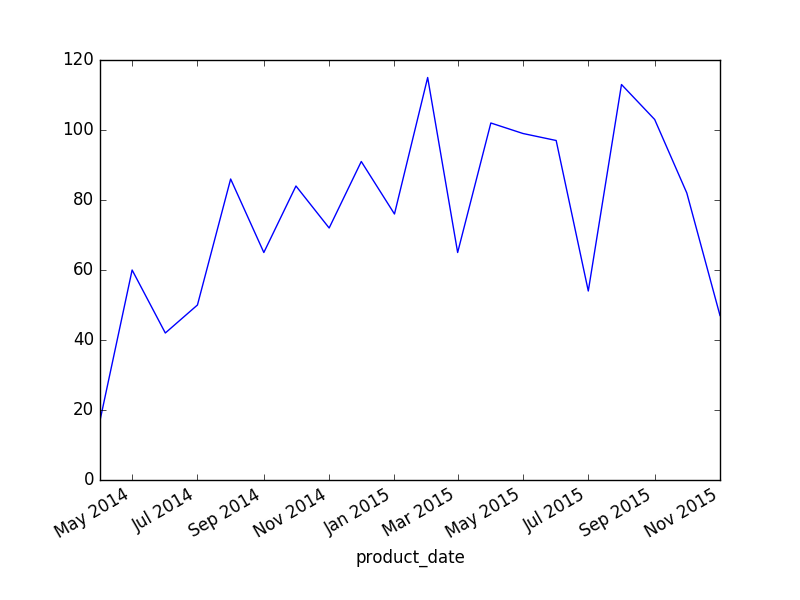 120
100
80
60
40
20
0
May 2014
Jul 2014
Sep 2014
Nov 2014
Jan 2015
Mar 2015
May 2015
Jul 2015
Sep 2015
Nov 2015
product_date